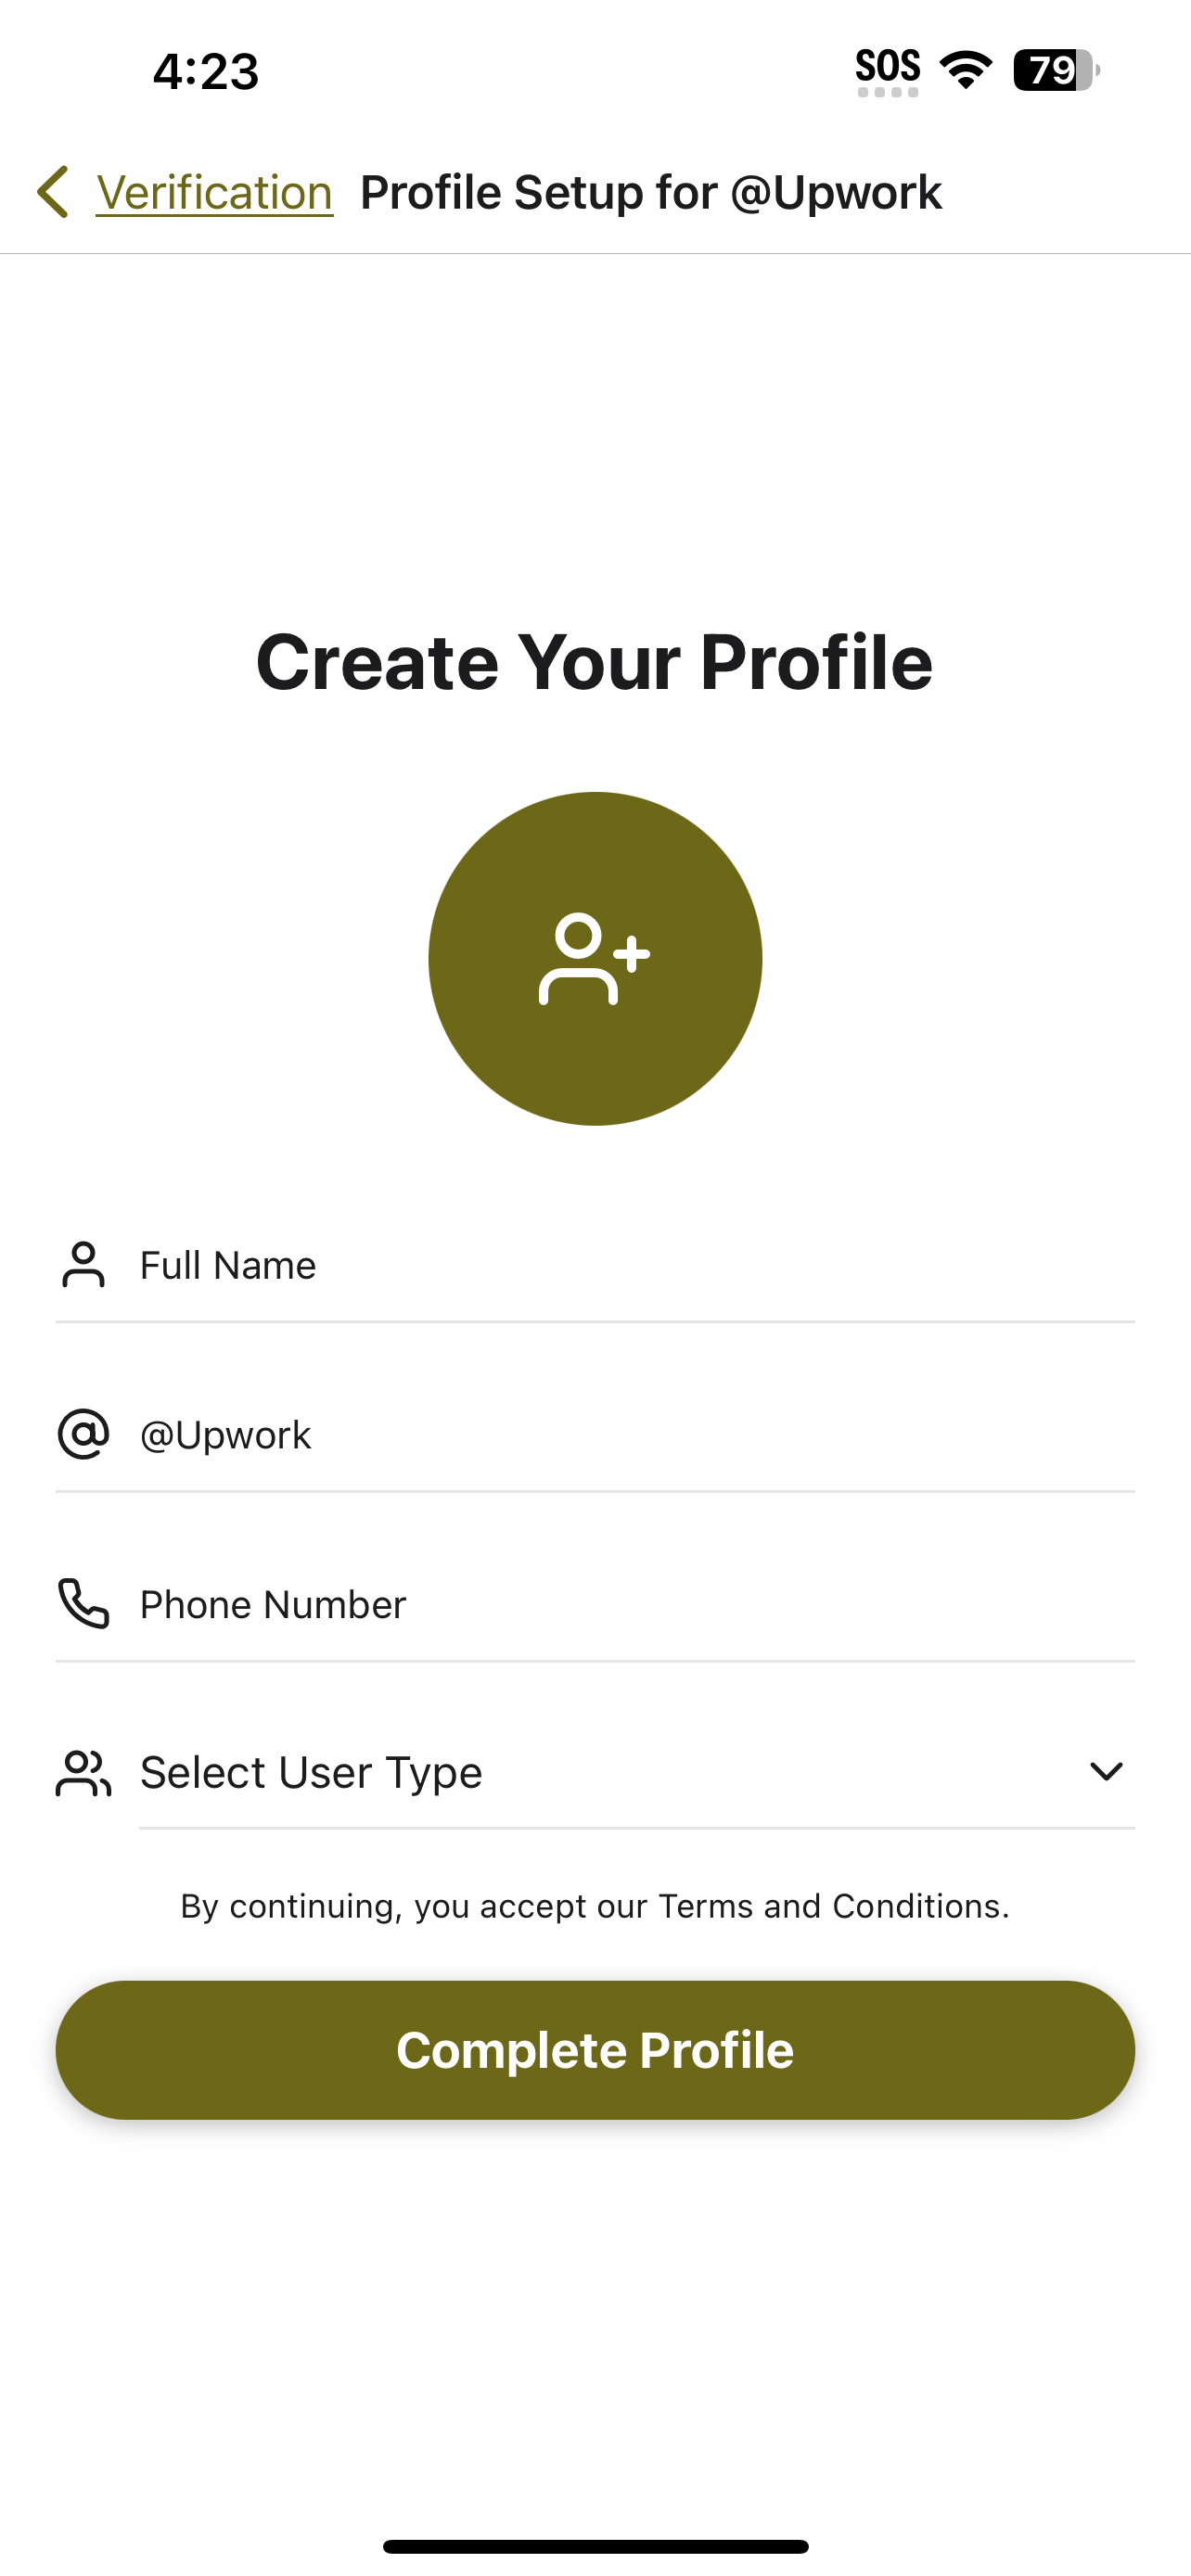 4:23
SOS
79
Verification
Profile Setup for @Upwork
Create Your Profile
Full Name
@Upwork
Phone Number
Select User Type
By continuing, you accept our Terms and Conditions.
Complete Profile